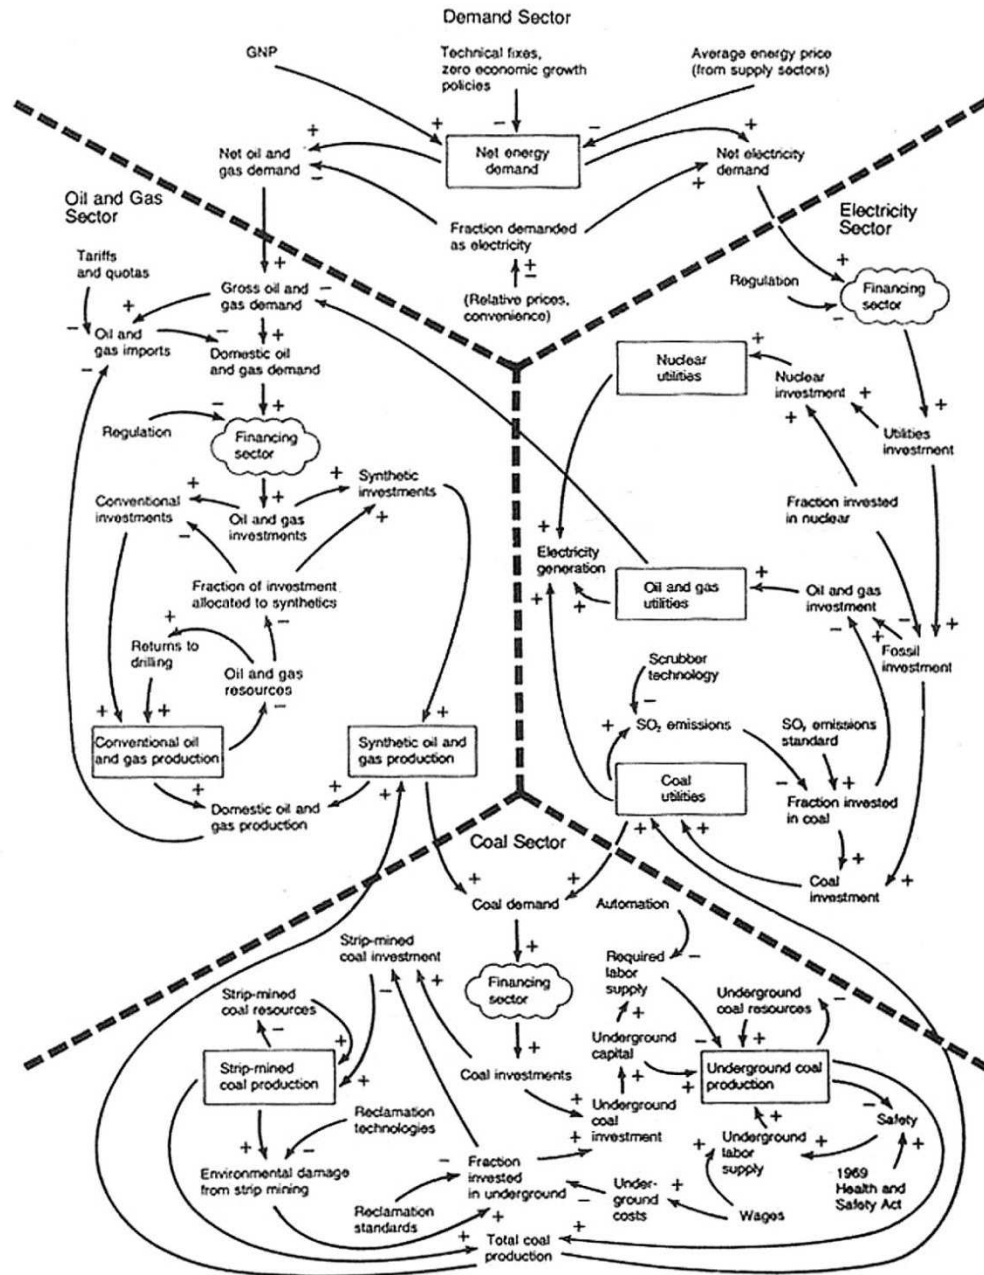 Demand Sector
GNP
Technical fixes,
zero economic growth
policies
Average energy price
(from supply sectors)
+
−
−
+
+
Net oil and
gas demand
−
Net energy
demand
Net electricity
demand
+
Oil and Gas
Sector
Electricity
Sector
Fraction demanded
as electricity
+
−
(Relative prices,
convenience)
Tariffs
and quotas
+
Gross oil and
gas demand
−
+
−
Oil and
gas imports
−
−
+
Domestic oil
and gas demand
Regulation
+
−
Financing
sector
Nuclear
utilities
+
Nuclear
investment
+
+
+
Utilities
investment
Regulation
−
+
Financing
sector
Conventional
investments
+
−
+
Oil and gas
investments
+
Synthetic
investments
+
Fraction invested
in nuclear
+
Electricity
generation
+
+
Oil and gas
utilities
+
Oil and gas
investment
−
+
−
+
Fossil
investment
Fraction of investment
allocated to synthetics
−
+
Returns to
drilling
Oil and gas
resources
−
Scrubber
technology
−
+
SO₂ emissions
SOₓ emissions
standard
+
+
Conventional oil
and gas production
+
Synthetic oil and
gas production
+
+
+
Domestic oil and
gas production
Coal
utilities
+
+
−
+
Fraction invested
in coal
+
Coal
investment
+
Coal Sector
+
Coal demand
+
Automation
+
Strip-mined
coal investment
−
+
Financing
sector
Required
labor
supply
−
+
Strip-mined
coal resources
−
+
Underground
coal resources
−
+
Underground
capital
+
−
+
Strip-mined
coal production
+
+
Coal investments
+
Underground coal
production
+
Underground
coal
investment
+
−
Safety
+
Reclamation
technologies
+
−
+
Underground
labor
supply
+
+
Environmental damage
from strip mining
−
Fraction
invested
in underground
−
Under-
ground
costs
+
Wages
1969
Health and
Safety Act
Reclamation
standards
+
+
+
Total coal
production
+